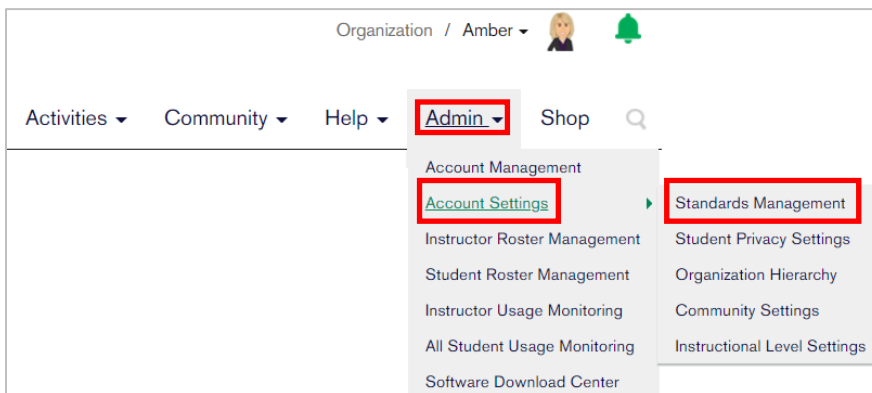 Organization / Amber
Activities Community Help Admin Shop
Account Management
Account Settings Standards Management
Instructor Roster Management Student Privacy Settings
Student Roster Management Organization Hierarchy
Instructor Usage Monitoring Community Settings
All Student Usage Monitoring Instructional Level Settings
Software Download Center